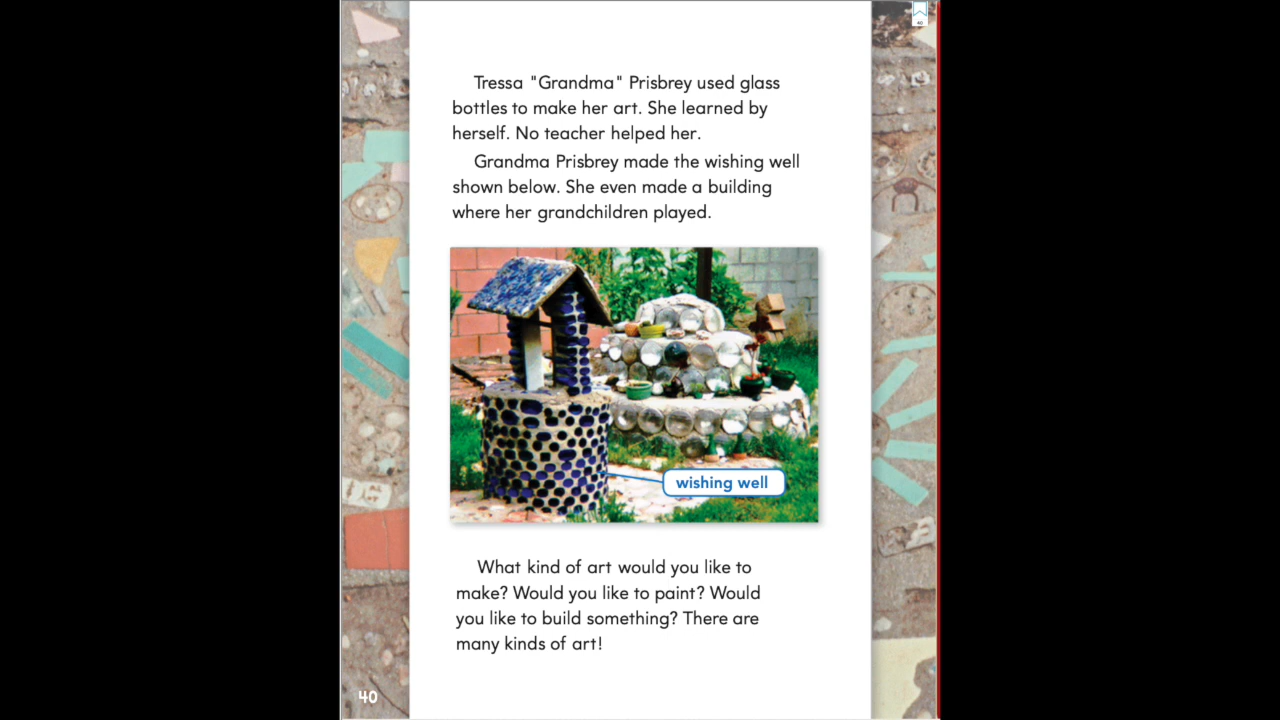 Tressa "Grandma" Prisbrey used glass
bottles to make her art. She learned by
herself. No teacher helped her.
Grandma Prisbrey made the wishing well
shown below. She even made a building
where her grandchildren played.
wishing well
What kind of art would you like to
make? Would you like to paint? Would
you like to build something? There are
many kinds of art!
40